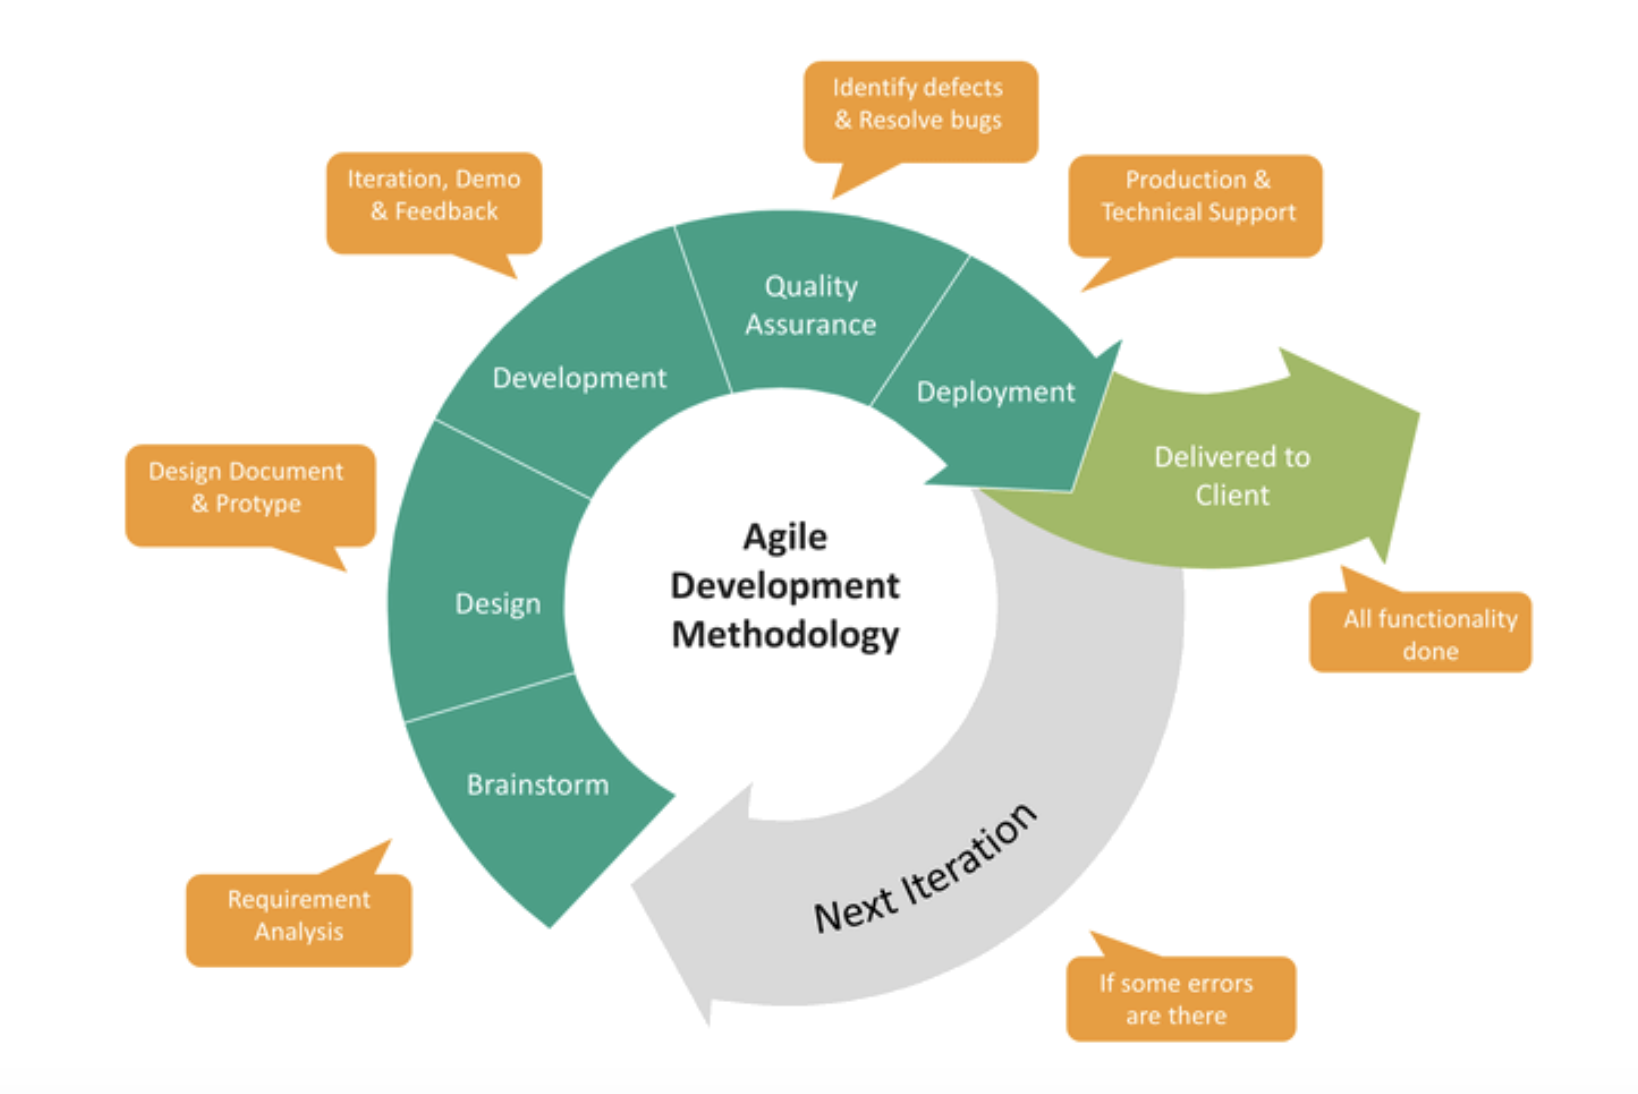 Identify defects
& Resolve bugs
Iteration, Demo
& Feedback
Production &
Technical Support
Quality
Assurance
Development
Deployment
Delivered to
Client
Design Document
& Protype
Agile
Development
Methodology
Design
All functionality
done
Brainstorm
Next Iteration
Requirement
Analysis
If some errors
are there